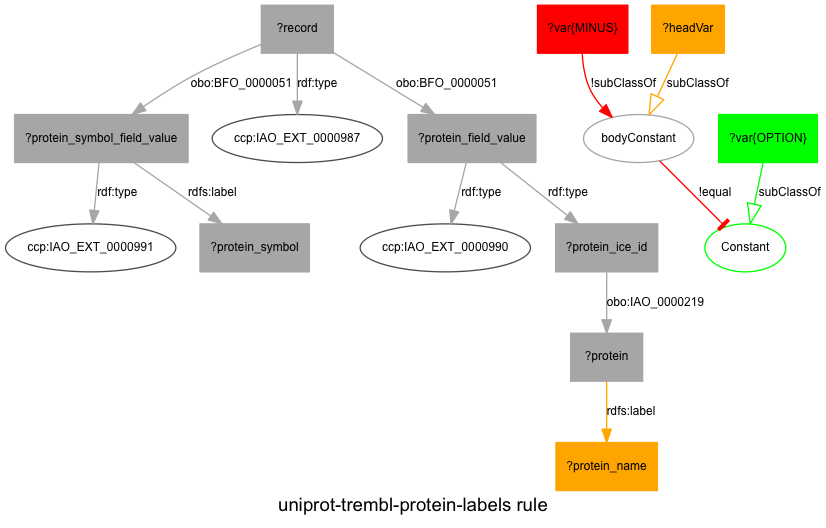 ?record
?var{MINUS}
?headVar
obo:BFO_0000051
rdf:type
obo:BFO_0000051
!subClassOf
subClassOf
?protein_symbol_field_value
ccp:IAO_EXT_0000987
?protein_field_value
bodyConstant
?var{OPTION}
rdf:type
rdfs:label
rdf:type
rdf:type
!equal
subClassOf
ccp:IAO_EXT_0000991
?protein_symbol
ccp:IAO_EXT_0000990
?protein_ice_id
Constant
obo:IAO_0000219
?protein
rdfs:label
?protein_name
uniprot-trembl-protein-labels rule